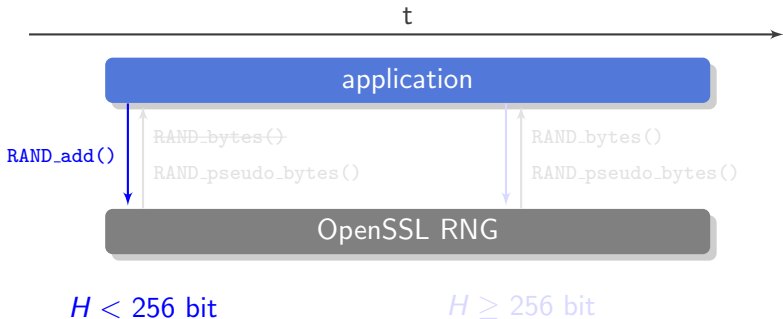 t
application
RAND_bytes() RAND_bytes()
RAND_add()
RAND_pseudo_bytes() RAND_pseudo_bytes()
OpenSSL RNG
H < 256 bit H ≥ 256 bit